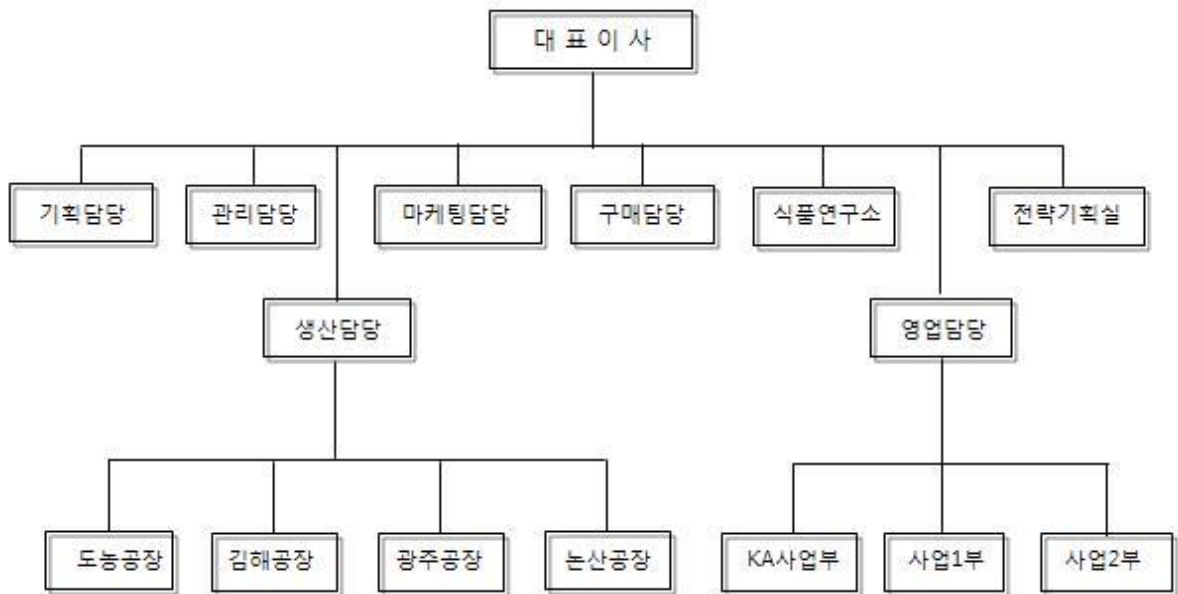 대 표 이 사
기획담당
관리담당
마케팅담당
구매담당
식품연구소
전략기획실
생산담당
영업담당
도농공장
김해공장
광주공장
논산공장
KA사업부
사업1부
사업2부